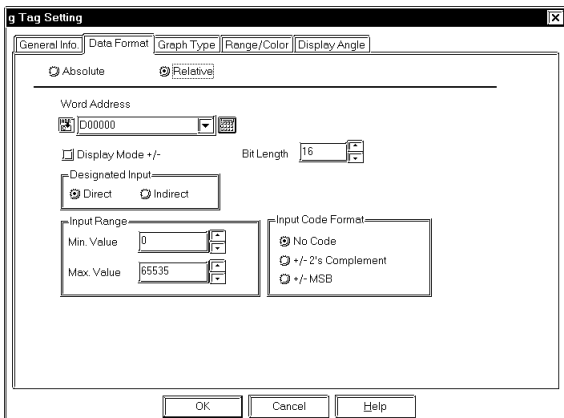 g Tag Setting
General Info. Data Format Graph Type Range/Color Display Angle
Absolute Relative
Word Address
D00000
Display Mode +/- Bit Length 16
Designated Input
Direct Indirect
Input Range
Min. Value 0
Max. Value 65535
Input Code Format
No Code
+/- 2's Complement
+/- MSB
OK Cancel Help